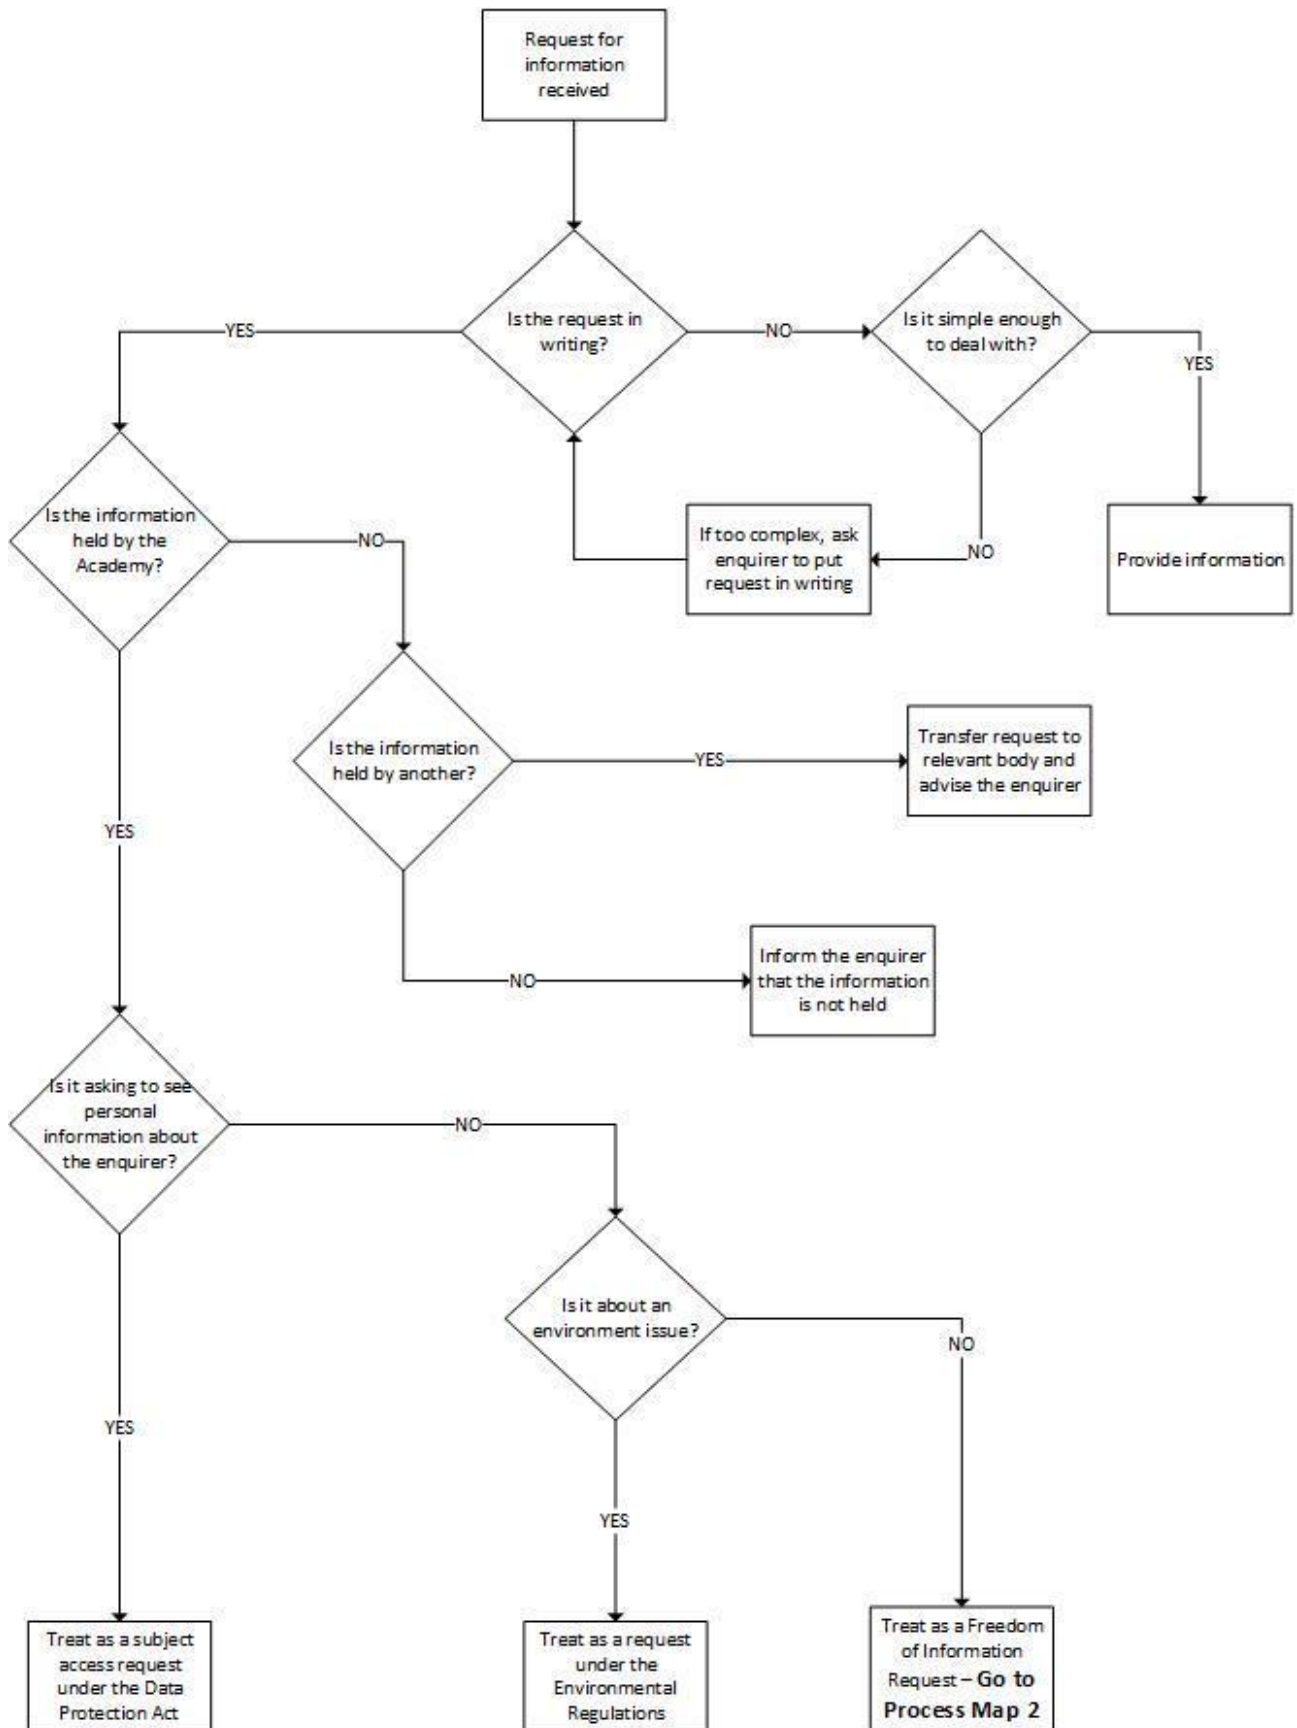 Request for
information
received
Is the request in
writing?
YES
NO
Is it simple enough
to deal with?
YES
Is the information
held by the
Academy?
NO
If too complex, ask
enquirer to put
request in writing
NO
Provide information
Is the information
held by another?
YES
Transfer request to
relevant body and
advise the enquirer
YES
NO
Inform the enquirer
that the information
is not held
Is it asking to see
personal
information about
the enquirer?
NO
Is it about an
environment issue?
NO
YES
YES
Treat as a subject
access request
under the Data
Protection Act
Treat as a request
under the
Environmental
Regulations
Treat as a Freedom
of Information
Request – Go to
Process Map 2